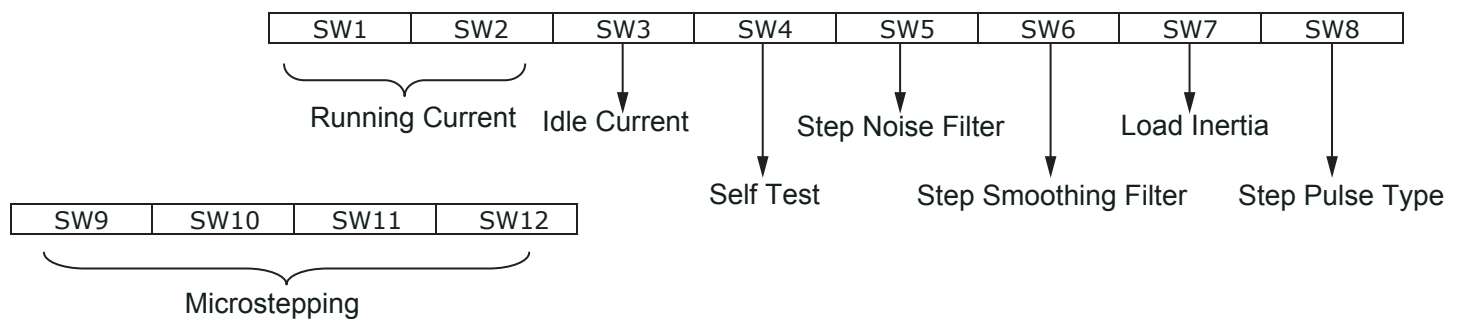 SW1 SW2 SW3 SW4 SW5 SW6 SW7 SW8
Running Current Idle Current Step Noise Filter Load Inertia
Self Test Step Smoothing Filter Step Pulse Type
SW9 SW10 SW11 SW12
Microstepping